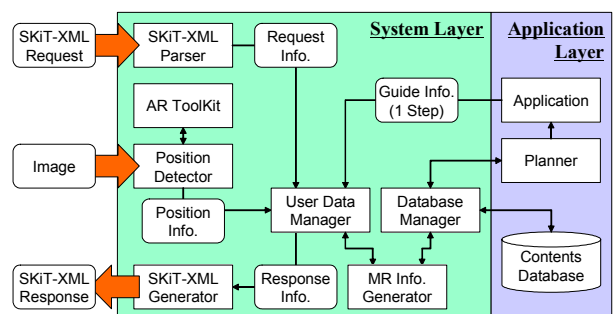 System Layer
Application
Layer
SKiT-XML
Request
SKiT-XML
Parser
Request
Info.
Guide Info.
(1 Step)
Application
AR ToolKit
Image
Position
Detector
Planner
Position
Info.
User Data
Manager
Database
Manager
Contents
Database
SKiT-XML
Response
SKiT-XML
Generator
Response
Info.
MR Info.
Generator